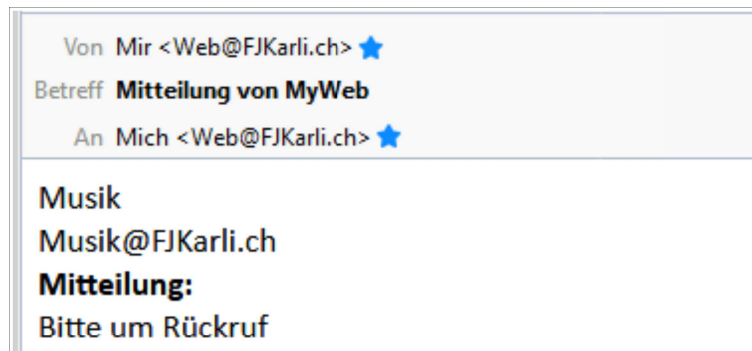 Von Mir <Web@FJKarli.ch>
Betreff Mitteilung von MyWeb
An Mich <Web@FJKarli.ch>
Musik
Musik@FJKarli.ch
Mitteilung:
Bitte um Rückruf